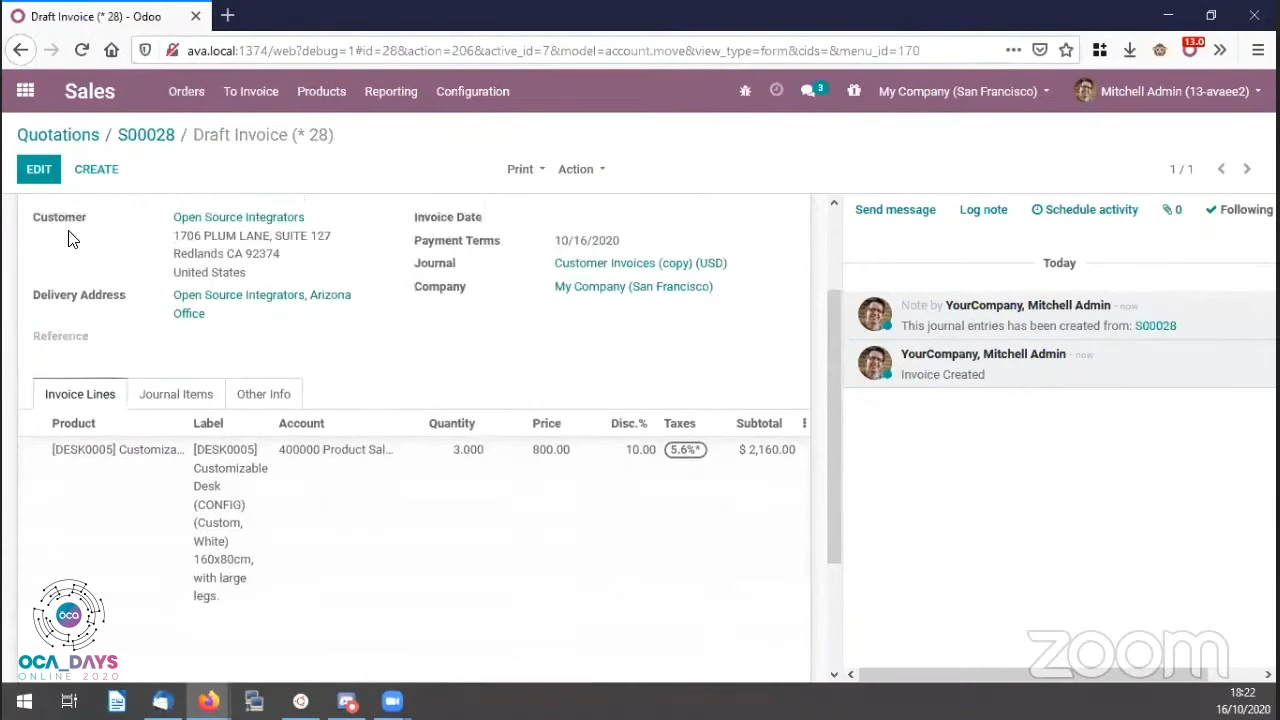 Draft Invoice (* 28) - Odoo
ava.local:1374/web?debug=1#id=28&action=206&active_id=7&model=account.move&view_type=form&cids=&menu_id=170
13.0
Sales Orders To Invoice Products Reporting Configuration 3 My Company (San Francisco) Mitchell Admin (13-avaee2)
Quotations / S00028 / Draft Invoice (* 28)
EDIT CREATE Print Action 1 / 1
Customer Open Source Integrators
1706 PLUM LANE, SUITE 127
Redlands CA 92374
United States
Delivery Address Open Source Integrators, Arizona
Office
Reference
Invoice Date
Payment Terms 10/16/2020
Journal Customer Invoices (copy) (USD)
Company My Company (San Francisco)
Invoice Lines Journal Items Other Info
Product Label Account Quantity Price Disc.% Taxes Subtotal
[DESK0005] Customiza... [DESK0005] 400000 Product Sal... 3.000 800.00 10.00 5.6%* $ 2,160.00
Customizable
Desk
(CONFIG)
(Custom,
White)
160x80cm,
with large
legs.
Send message Log note Schedule activity 0 Following
Today
Note by YourCompany, Mitchell Admin - now
This journal entries has been created from: S00028
YourCompany, Mitchell Admin - now
Invoice Created
oca
OCA_DAYS
ONLINE 2020
zoom
18:22
16/10/2020